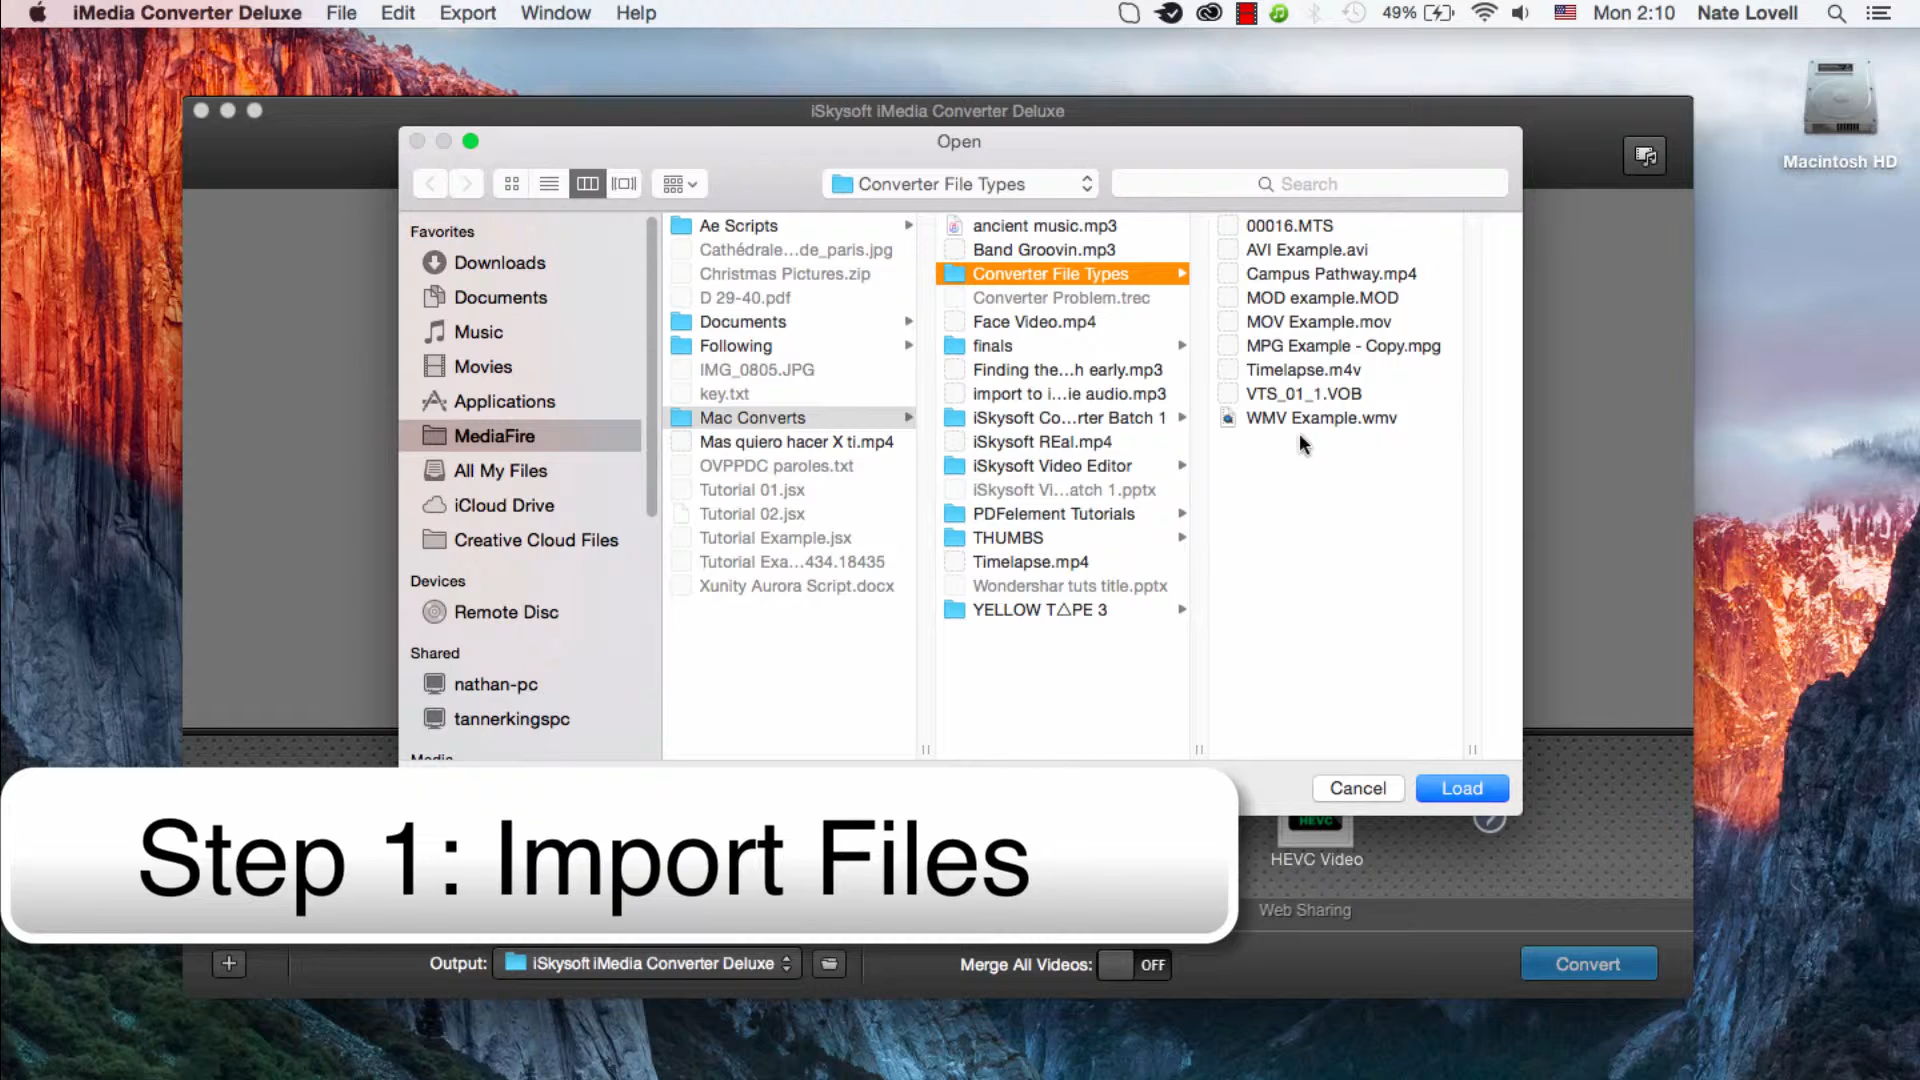 iMedia Converter Deluxe File Edit Export Window Help 49% Mon 2:10 Nate Lovell
iSkysoft iMedia Converter Deluxe
Open
Converter File Types
Search
Macintosh HD
Favorites
Downloads
Documents
Music
Movies
Applications
MediaFire
All My Files
iCloud Drive
Creative Cloud Files
Devices
Remote Disc
Shared
nathan-pc
tannerkingspc
Media
Ae Scripts
Cathédrale...de_paris.jpg
Christmas Pictures.zip
D 29-40.pdf
Documents
Following
IMG_0805.JPG
key.txt
Mac Converts
Mas quiero hacer X ti.mp4
OVPPDC paroles.txt
Tutorial 01.jsx
Tutorial 02.jsx
Tutorial Example.jsx
Tutorial Exa...434.18435
Xunity Aurora Script.docx
ancient music.mp3
Band Groovin.mp3
Converter File Types
Converter Problem.trec
Face Video.mp4
finals
Finding the...h early.mp3
import to i...ie audio.mp3
iSkysoft Co...rter Batch 1
iSkysoft REal.mp4
iSkysoft Video Editor
iSkysoft Vi...atch 1.pptx
PDFelement Tutorials
THUMBS
Timelapse.mp4
Wondershar tuts title.pptx
YELLOW T△PE 3
00016.MTS
AVI Example.avi
Campus Pathway.mp4
MOD example.MOD
MOV Example.mov
MPG Example - Copy.mpg
Timelapse.m4v
VTS_01_1.VOB
WMV Example.wmv
Cancel Load
Step 1: Import Files
HEVC
HEVC Video
Web Sharing
Output: iSkysoft iMedia Converter Deluxe
Merge All Videos: OFF
Convert